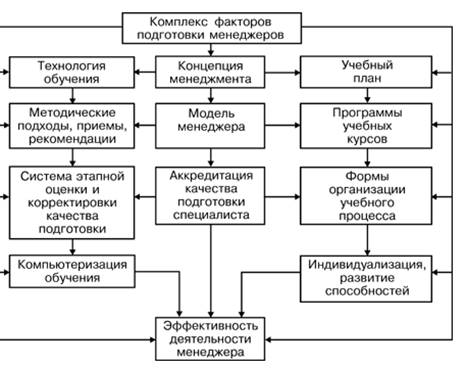 Комплекс факторов
подготовки менеджеров
Технология
обучения
Концепция
менеджмента
Учебный
план
Методические
подходы, приемы,
рекомендации
Модель
менеджера
Программы
учебных
курсов
Система этапной
оценки и
корректировки
качества
подготовки
Аккредитация
качества
подготовки
специалиста
Формы
организации
учебного
процесса
Компьютеризация
обучения
Индивидуализация,
развитие
способностей
Эффективность
деятельности
менеджера